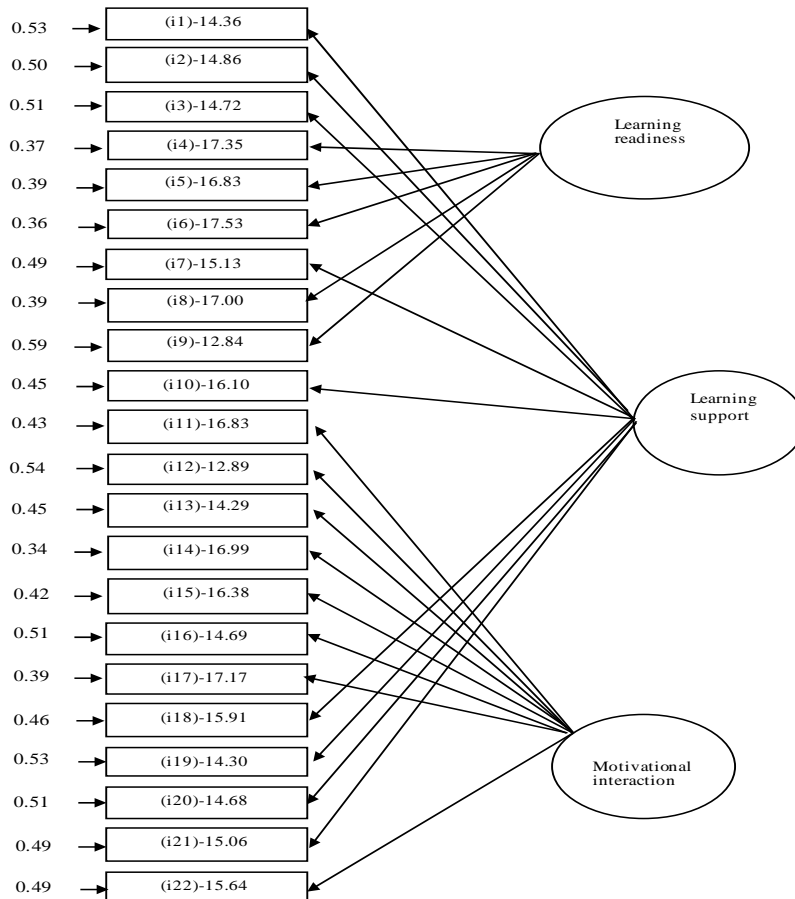 0.53 (i1)-14.36
0.50 (i2)-14.86
0.51 (i3)-14.72
0.37 (i4)-17.35
0.39 (i5)-16.83
0.36 (i6)-17.53
0.49 (i7)-15.13
0.39 (i8)-17.00
0.59 (i9)-12.84
0.45 (i10)-16.10
0.43 (i11)-16.83
0.54 (i12)-12.89
0.45 (i13)-14.29
0.34 (i14)-16.99
0.42 (i15)-16.38
0.51 (i16)-14.69
0.39 (i17)-17.17
0.46 (i18)-15.91
0.53 (i19)-14.30
0.51 (i20)-14.68
0.49 (i21)-15.06
0.49 (i22)-15.64
Learning
readiness
Learning
support
Motivational
interaction